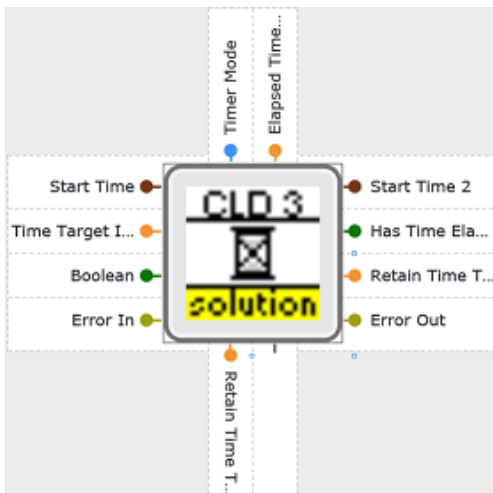 Timer Mode
Elapsed Time...
Start Time
Time Target I...
Boolean
Error In
CLD 3
solution
Start Time 2
Has Time Ela...
Retain Time T...
Error Out
Retain Time T...